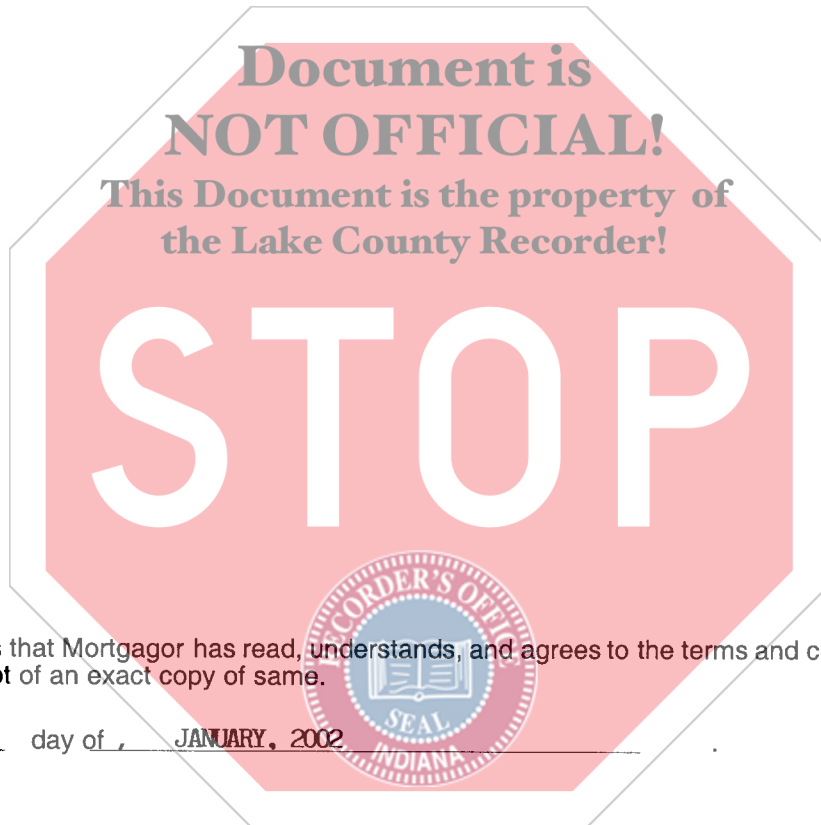 Document is
NOT OFFICIAL!
This Document is the property of
the Lake County Recorder!
STOP
RECORDER'S OFFICE
that Mortgagor has read, understands, and agrees to the terms and
of an exact copy of same.
SEAL
day of , JANUARY, 2002 .
INDIANA